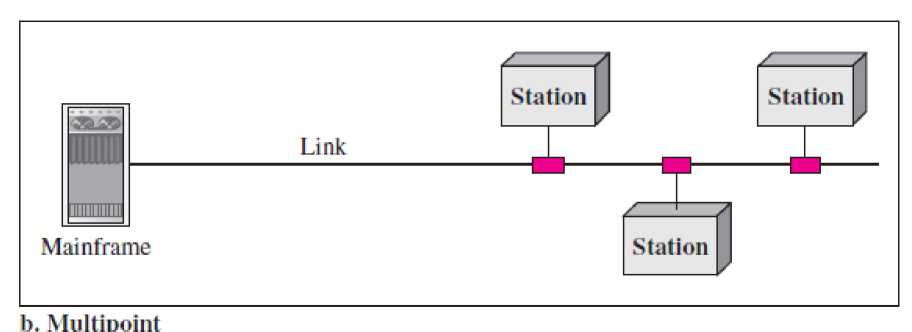 Station
Station
Link
Mainframe
Station
b. Multipoint